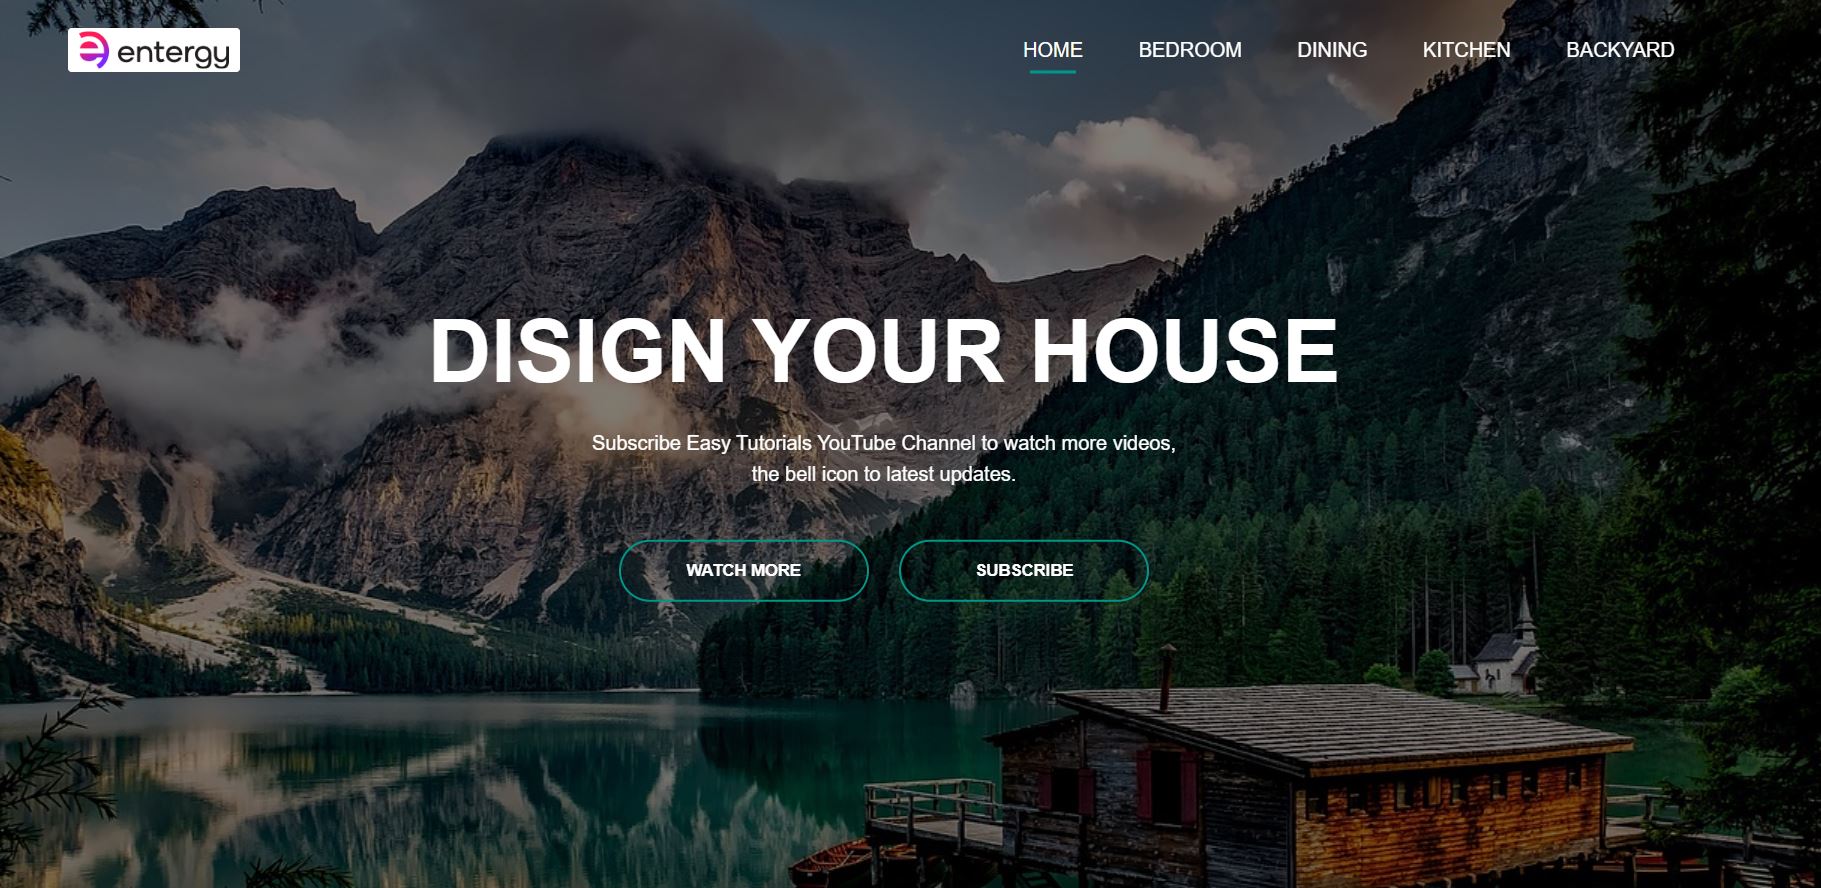 entergy
HOME BEDROOM DINING KITCHEN BACKYARD
DISIGN YOUR HOUSE
Subscribe Easy Tutorials YouTube Channel to watch more videos,
the bell icon to latest updates.
WATCH MORE SUBSCRIBE